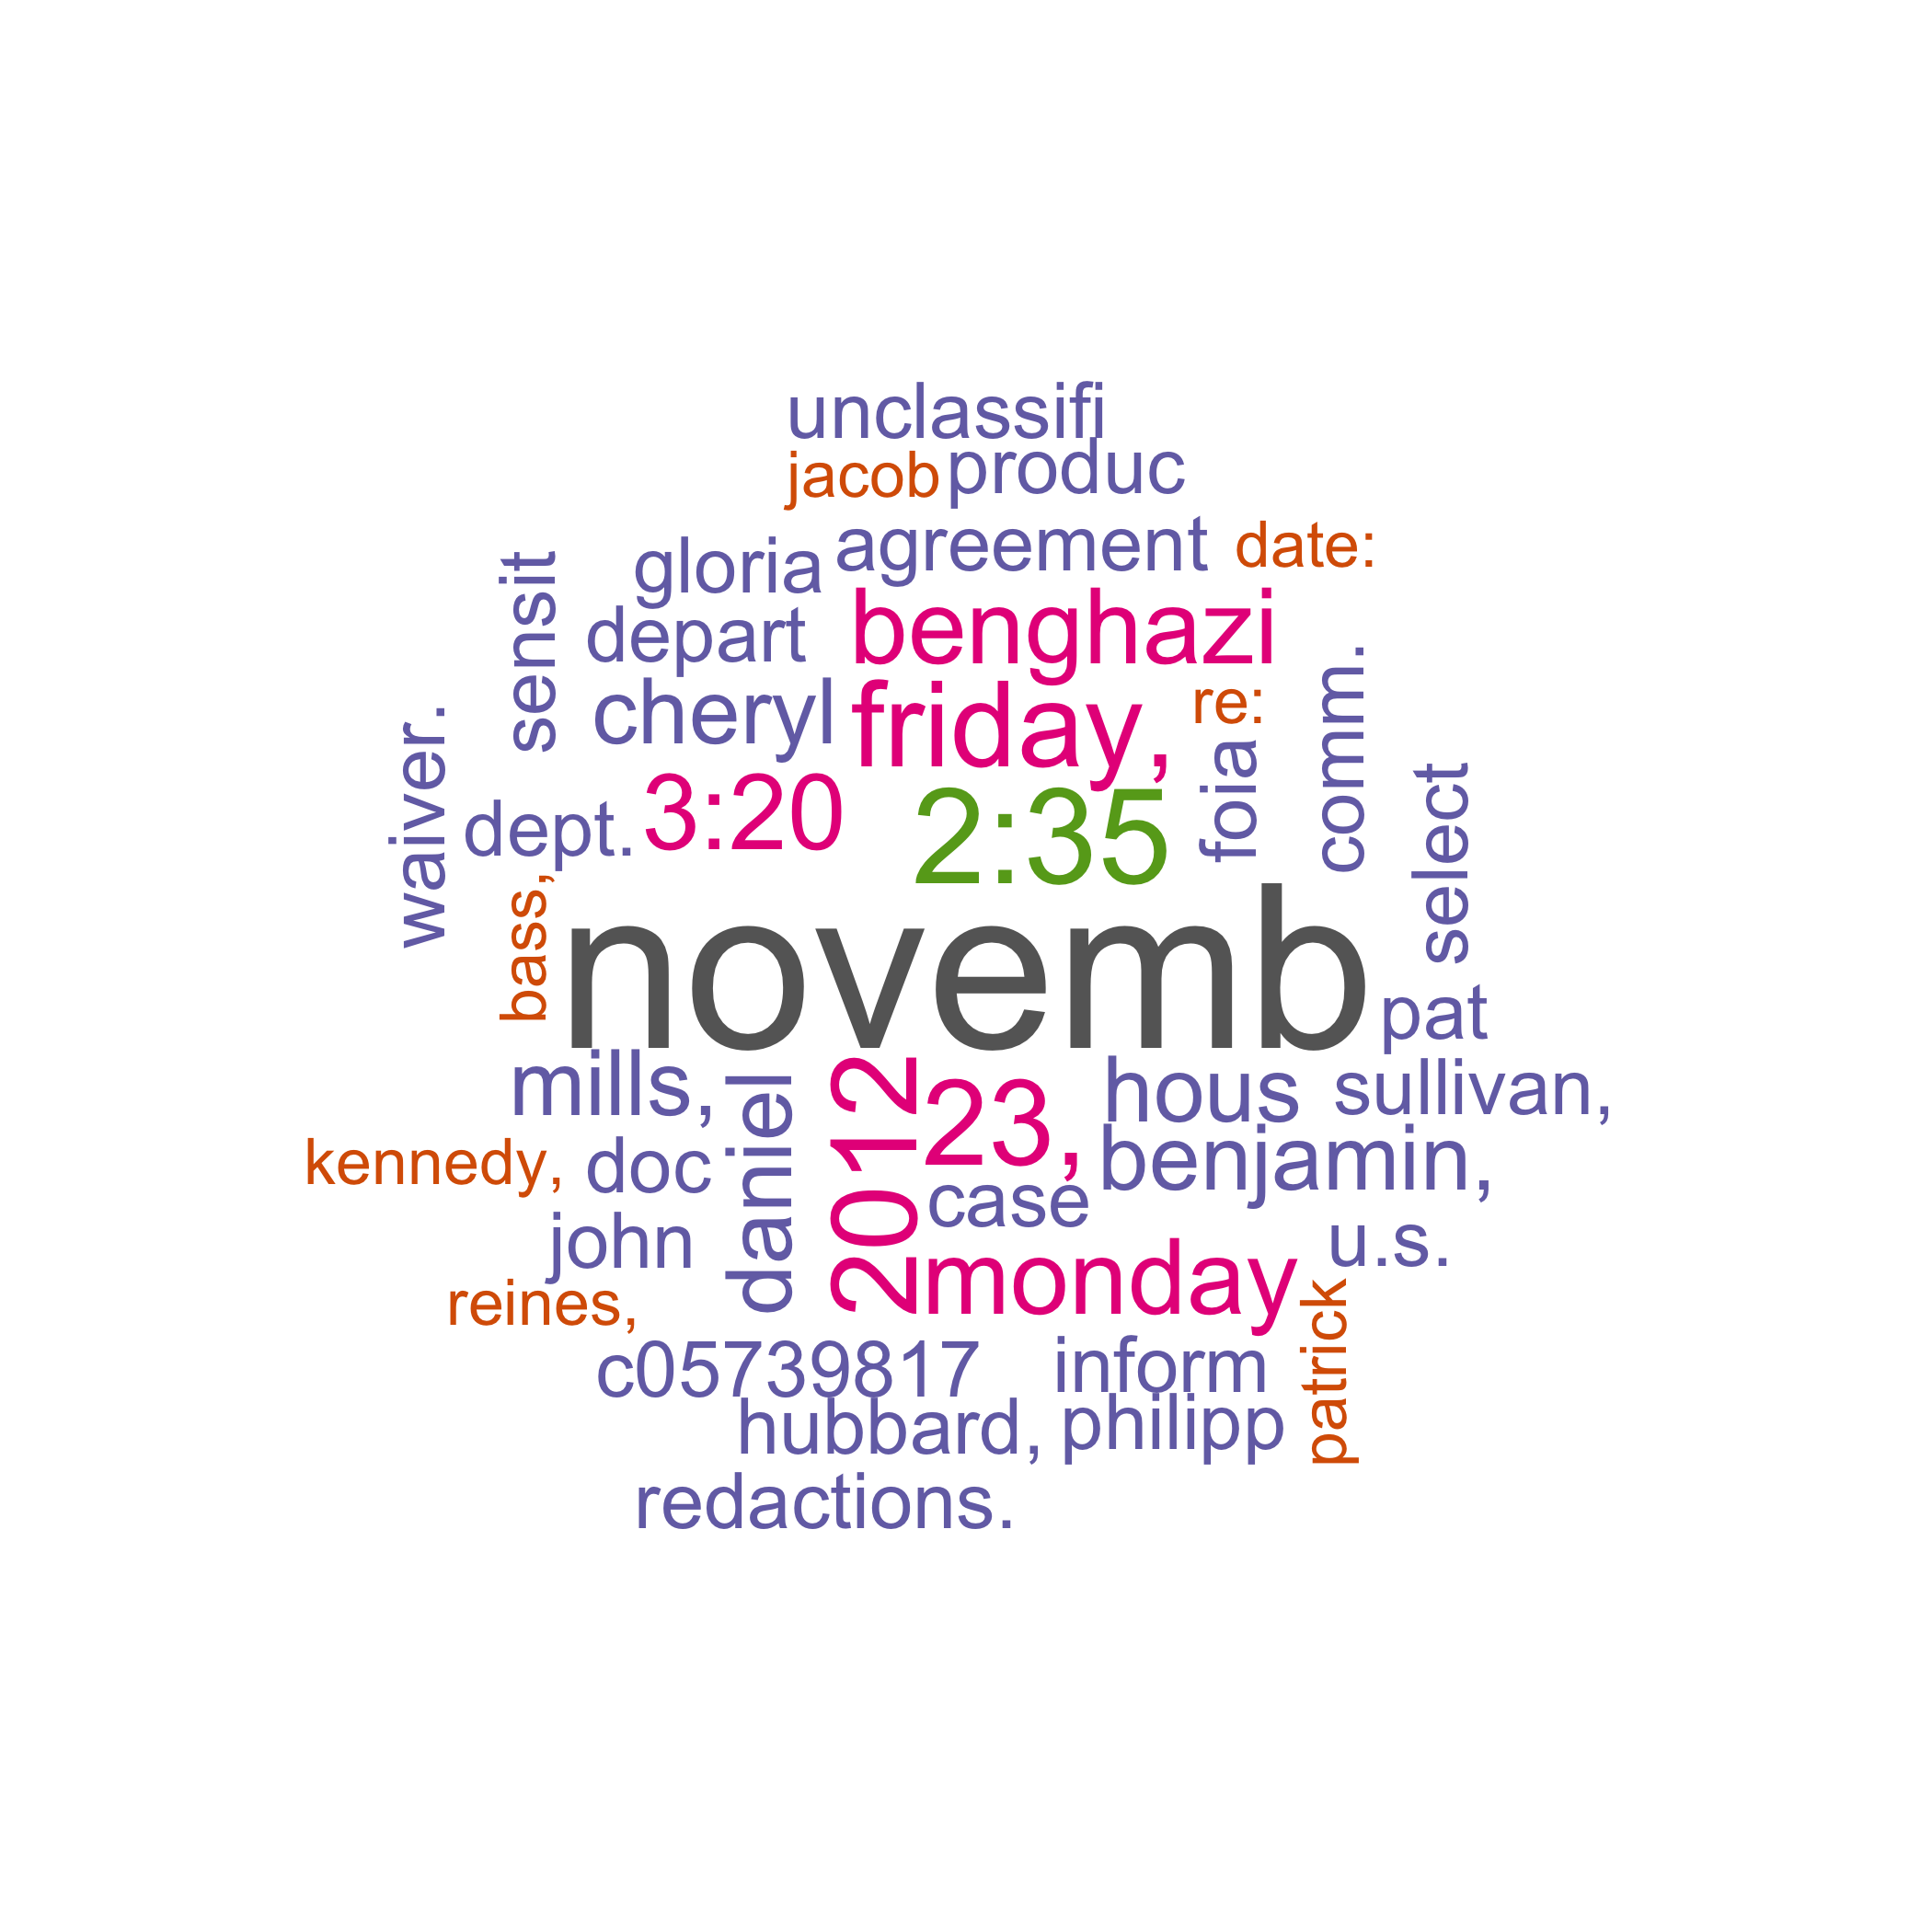 unclassifi
jacob produc
gloria agreement date:
sensit depart benghazi
cheryl friday, re:
waiver. dept. 3:20 2:35 foia comm. select
bass, novemb pat
mills, daniel 2012 23, hous sullivan,
kennedy, doc case benjamin,
john monday u.s.
reines, patrick
c05739817 inform
hubbard, philipp
redactions.